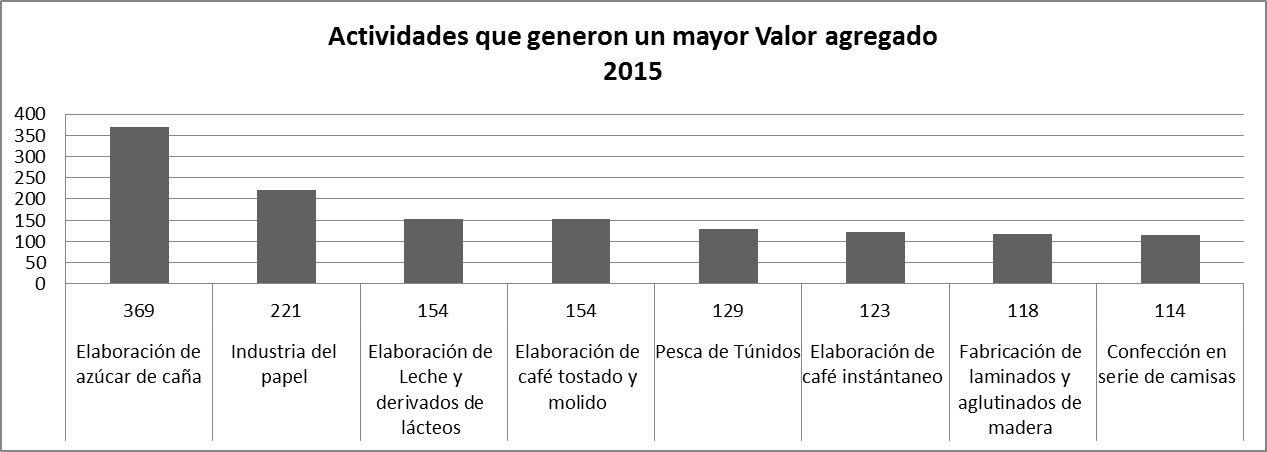 Actividades que generon un mayor Valor agregado
2015
400
350
300
250
200
150
100
50
0
369
221
154
154
129
123
118
114
Elaboración de
azúcar de caña
Industria del
papel
Elaboración de
Leche y
derivados de
lácteos
Elaboración de
café tostado y
molido
Pesca de Túnidos
Elaboración de
café instántaneo
Fabricación de
laminados y
aglutinados de
madera
Confección en
serie de camisas